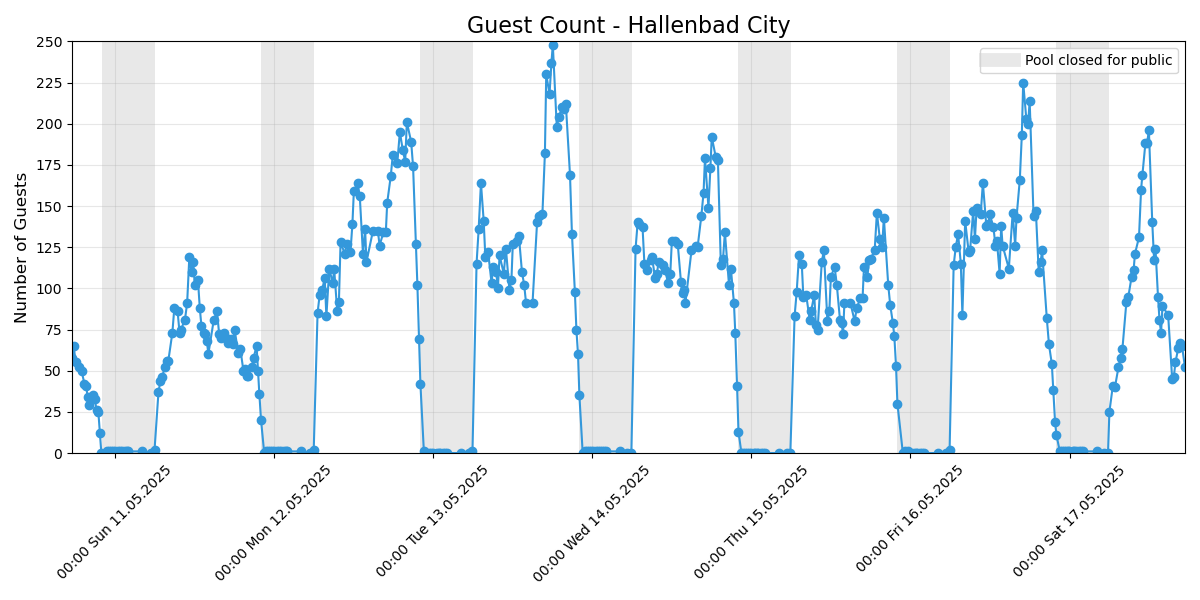 Guest Count - Hallenbad City
Pool closed for public
Number of Guests
250
225
200
175
150
125
100
75
50
25
0
00:00 Sun 11.05.2025
00:00 Mon 12.05.2025
00:00 Tue 13.05.2025
00:00 Wed 14.05.2025
00:00 Thu 15.05.2025
00:00 Fri 16.05.2025
00:00 Sat 17.05.2025